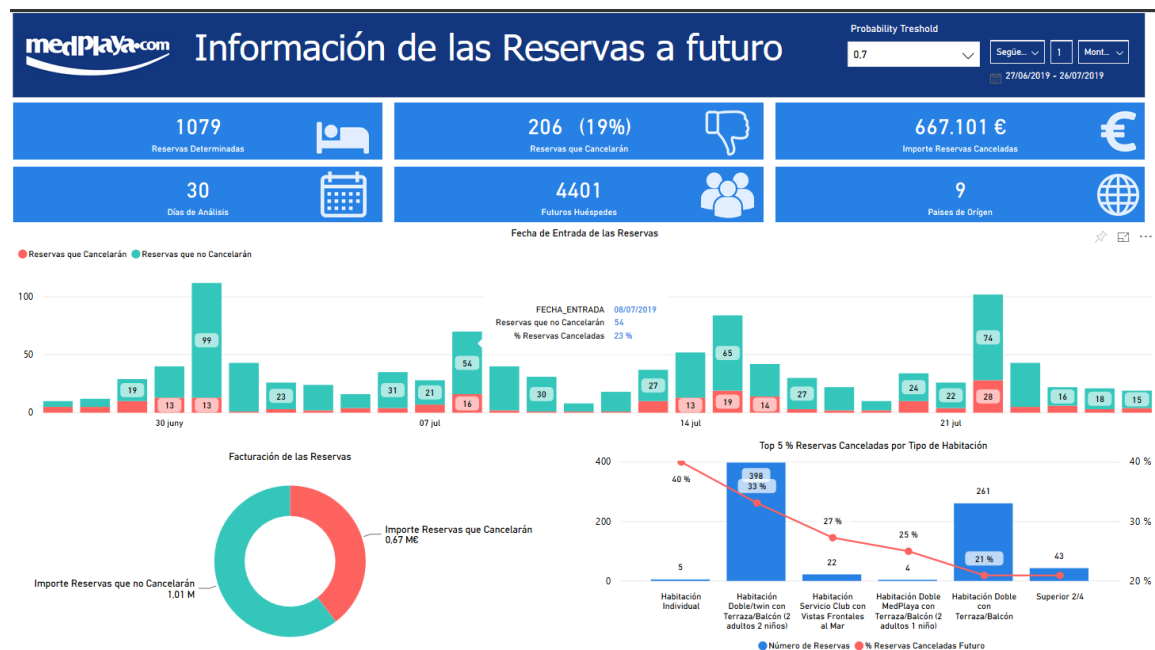 medPlaya.com
Información de las Reservas a futuro
Probability Treshold
0,7
Següe...
1
Mont...
27/06/2019 - 26/07/2019
1079
Reservas Determinadas
206 (19%)
Reservas que Cancelarán
667.101 €
Importe Reservas Canceladas
€
30
Días de Análisis
4401
Futuros Huéspedes
9
Paises de Orígen
Fecha de Entrada de las Reservas
Reservas que Cancelarán
Reservas que no Cancelarán
100
50
0
19
13
99
13
23
31
21
54
16
30
27
13
65
19
14
27
24
22
74
28
16
18
15
FECHA_ENTRADA 08/07/2019
Reservas que no Cancelarán 54
% Reservas Canceladas 23 %
30 juny
07 jul
14 jul
21 jul
Facturación de las Reservas
Importe Reservas que Cancelarán
0,67 M€
Importe Reservas que no Cancelarán
1,01 M
Top 5 % Reservas Canceladas por Tipo de Habitación
400
200
0
40 %
30 %
20 %
40 %
398
33 %
27 %
25 %
261
21 %
5
22
4
43
Habitación
Individual
Habitación
Doble/twin con
Terraza/Balcón (2
adultos 2 niños)
Habitación
Servicio Club con
Vistas Frontales
al Mar
Habitación Doble
MedPlaya con
Terraza/Balcón (2
adultos 1 niño)
Habitación Doble
con
Terraza/Balcón
Superior 2/4
Número de Reservas
% Reservas Canceladas Futuro